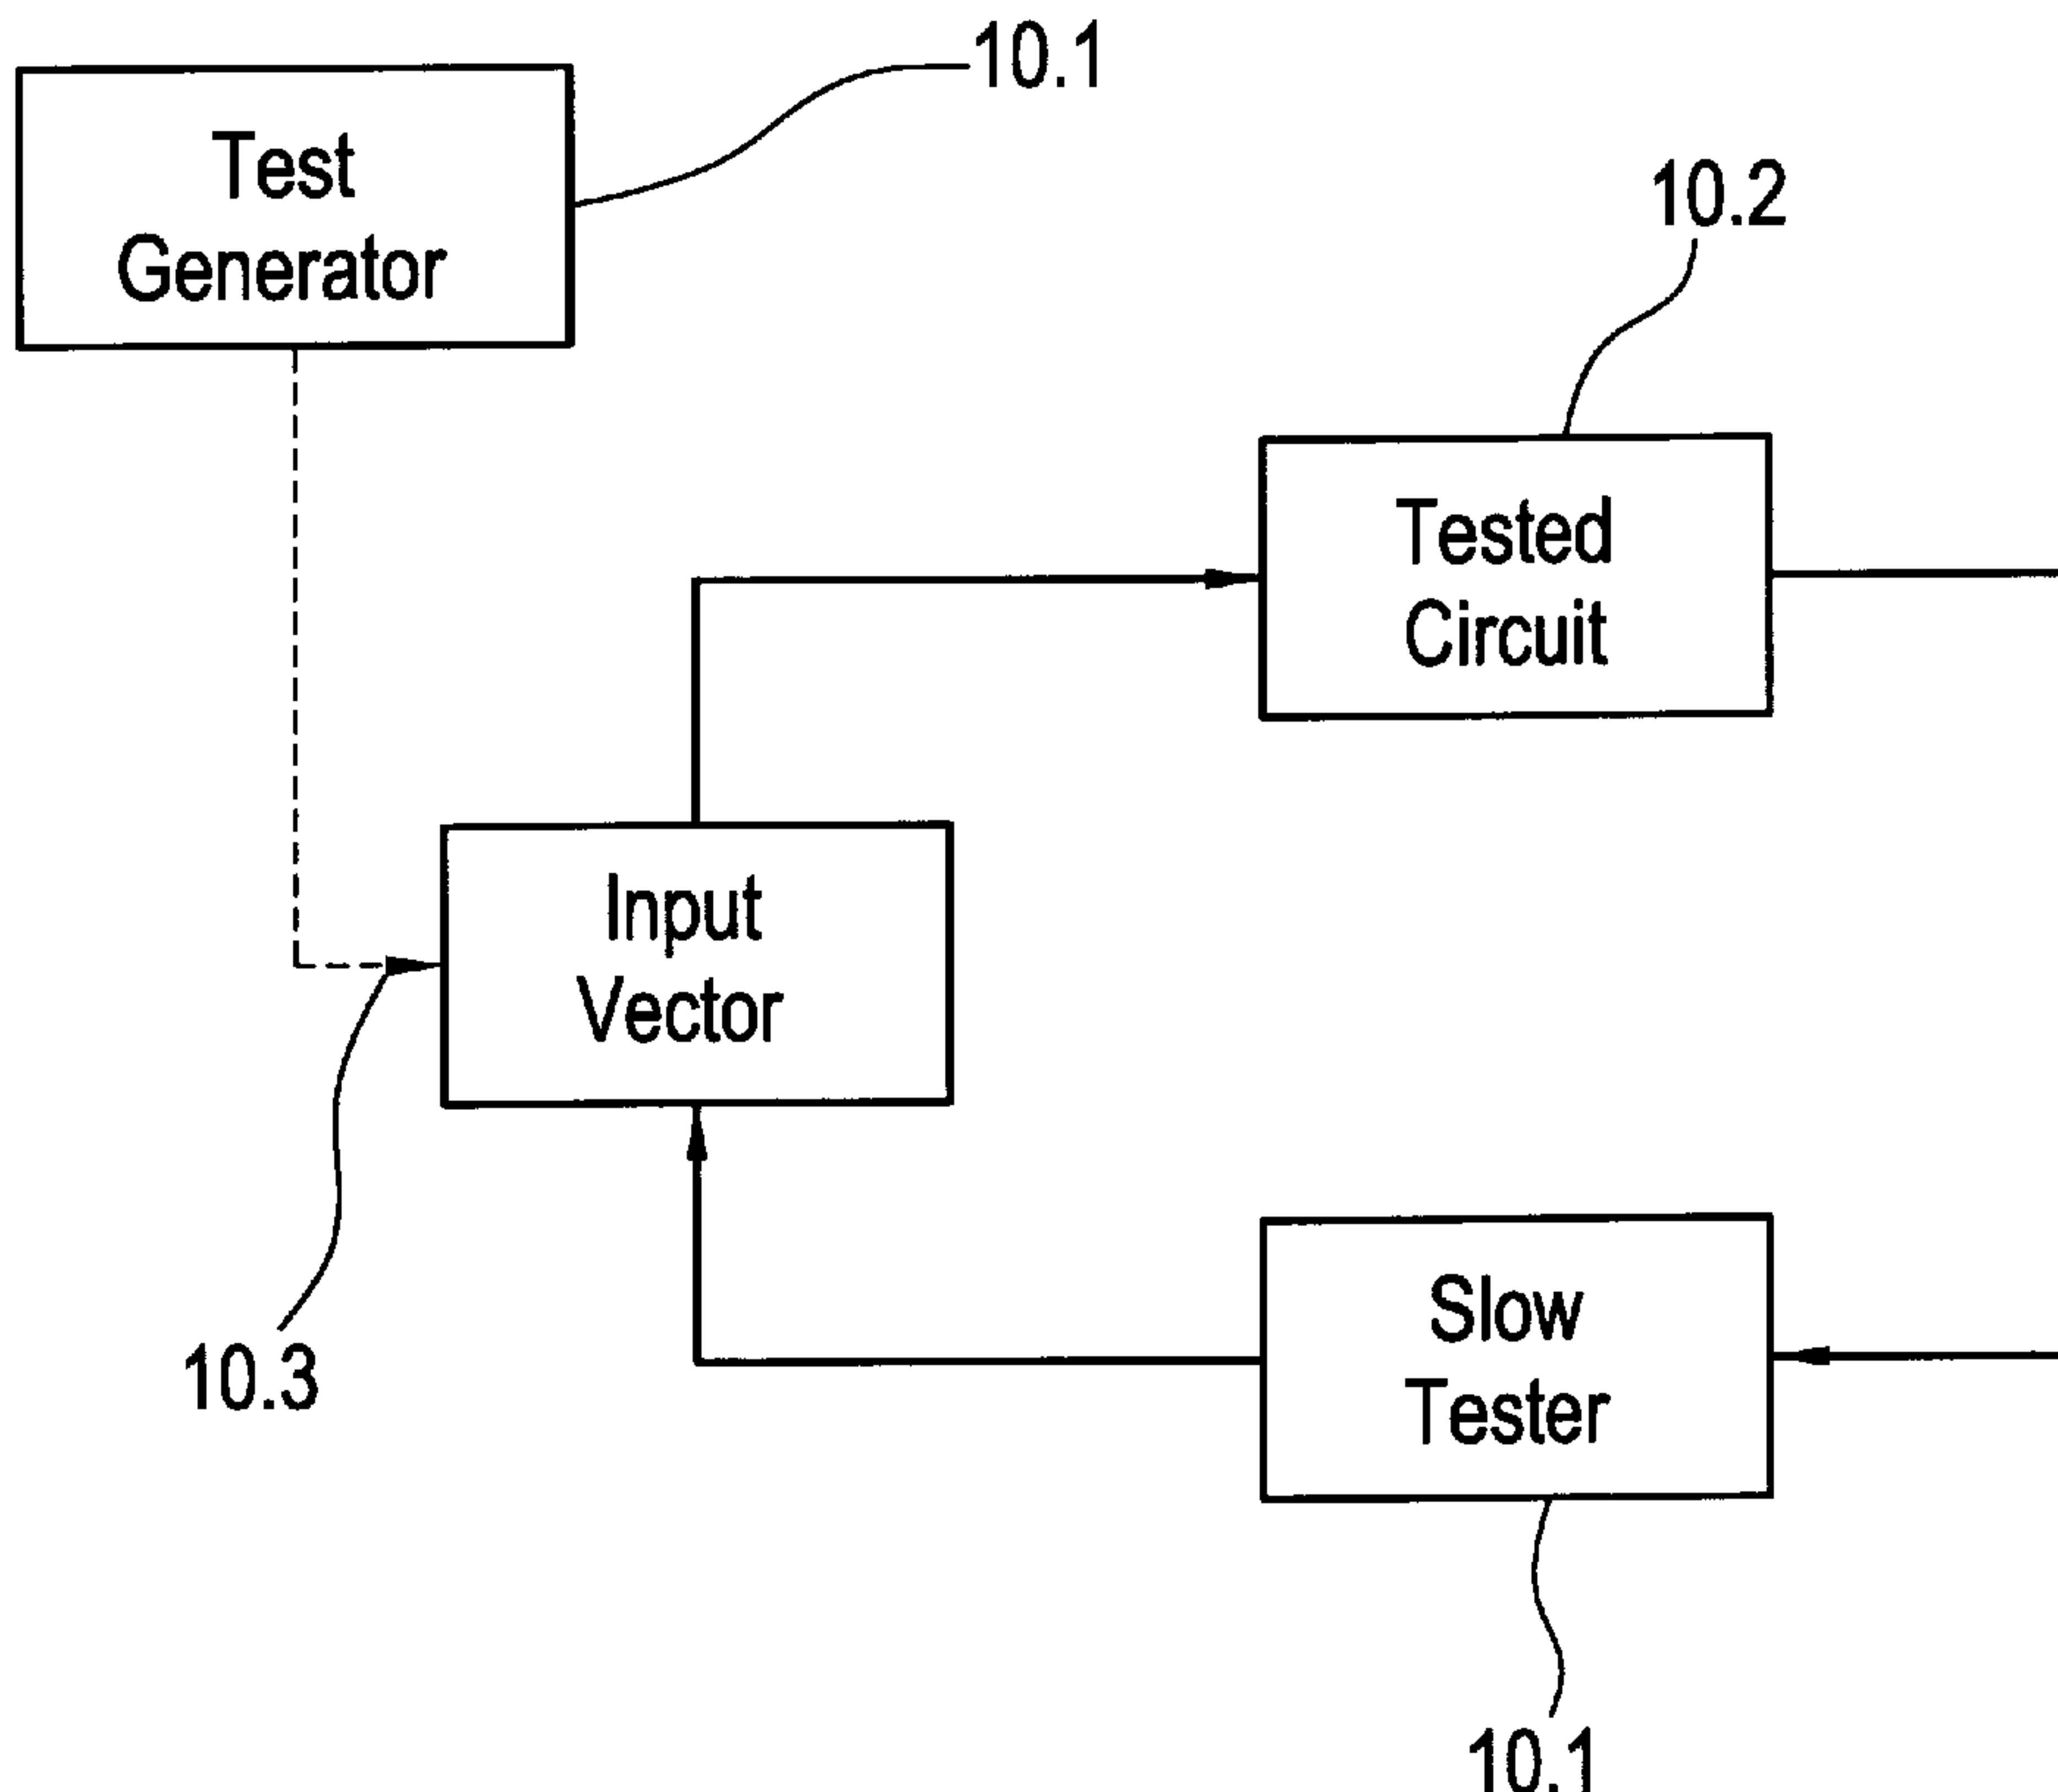 10.1
Test
Generator
10.2
Tested
Circuit
Input
Vector
Slow
Tester
10.3
10.1